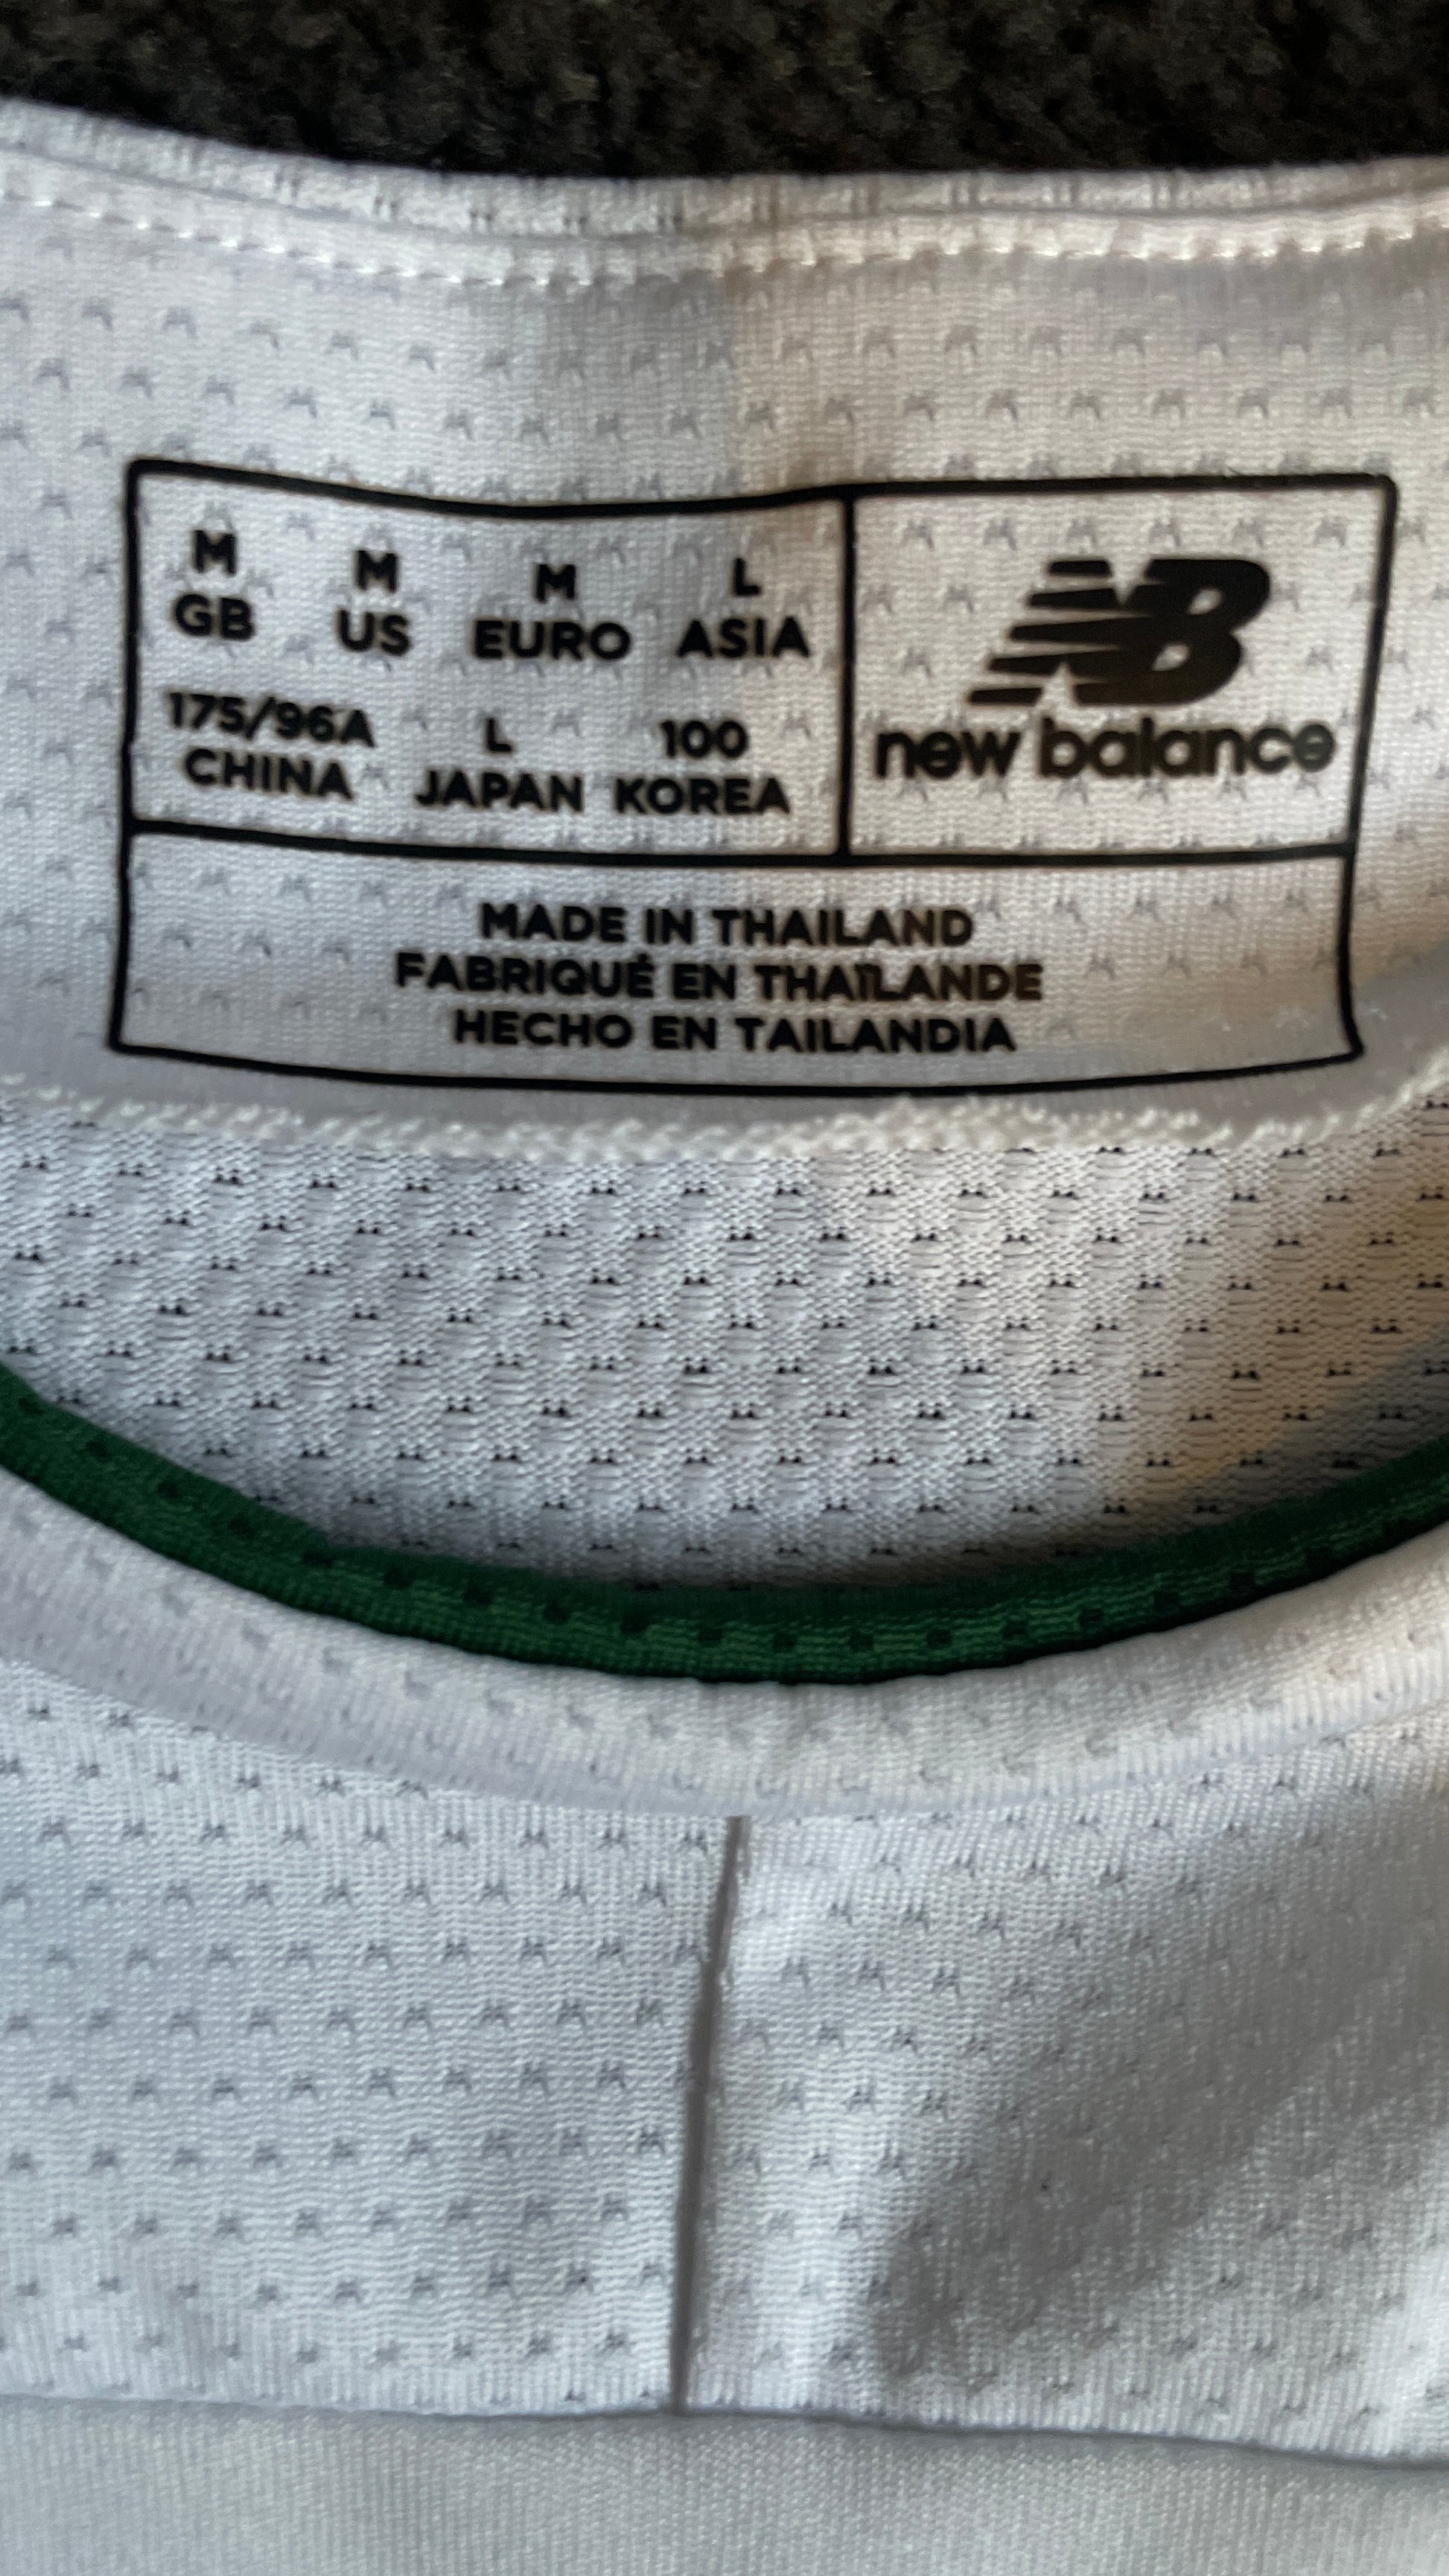 M M M L
GB US EURO ASIA
175/96A L 100
CHINA JAPAN KOREA
NB
new balance
MADE IN THAILAND
FABRIQUÉ EN THAÏLANDE
HECHO EN TAILANDIA